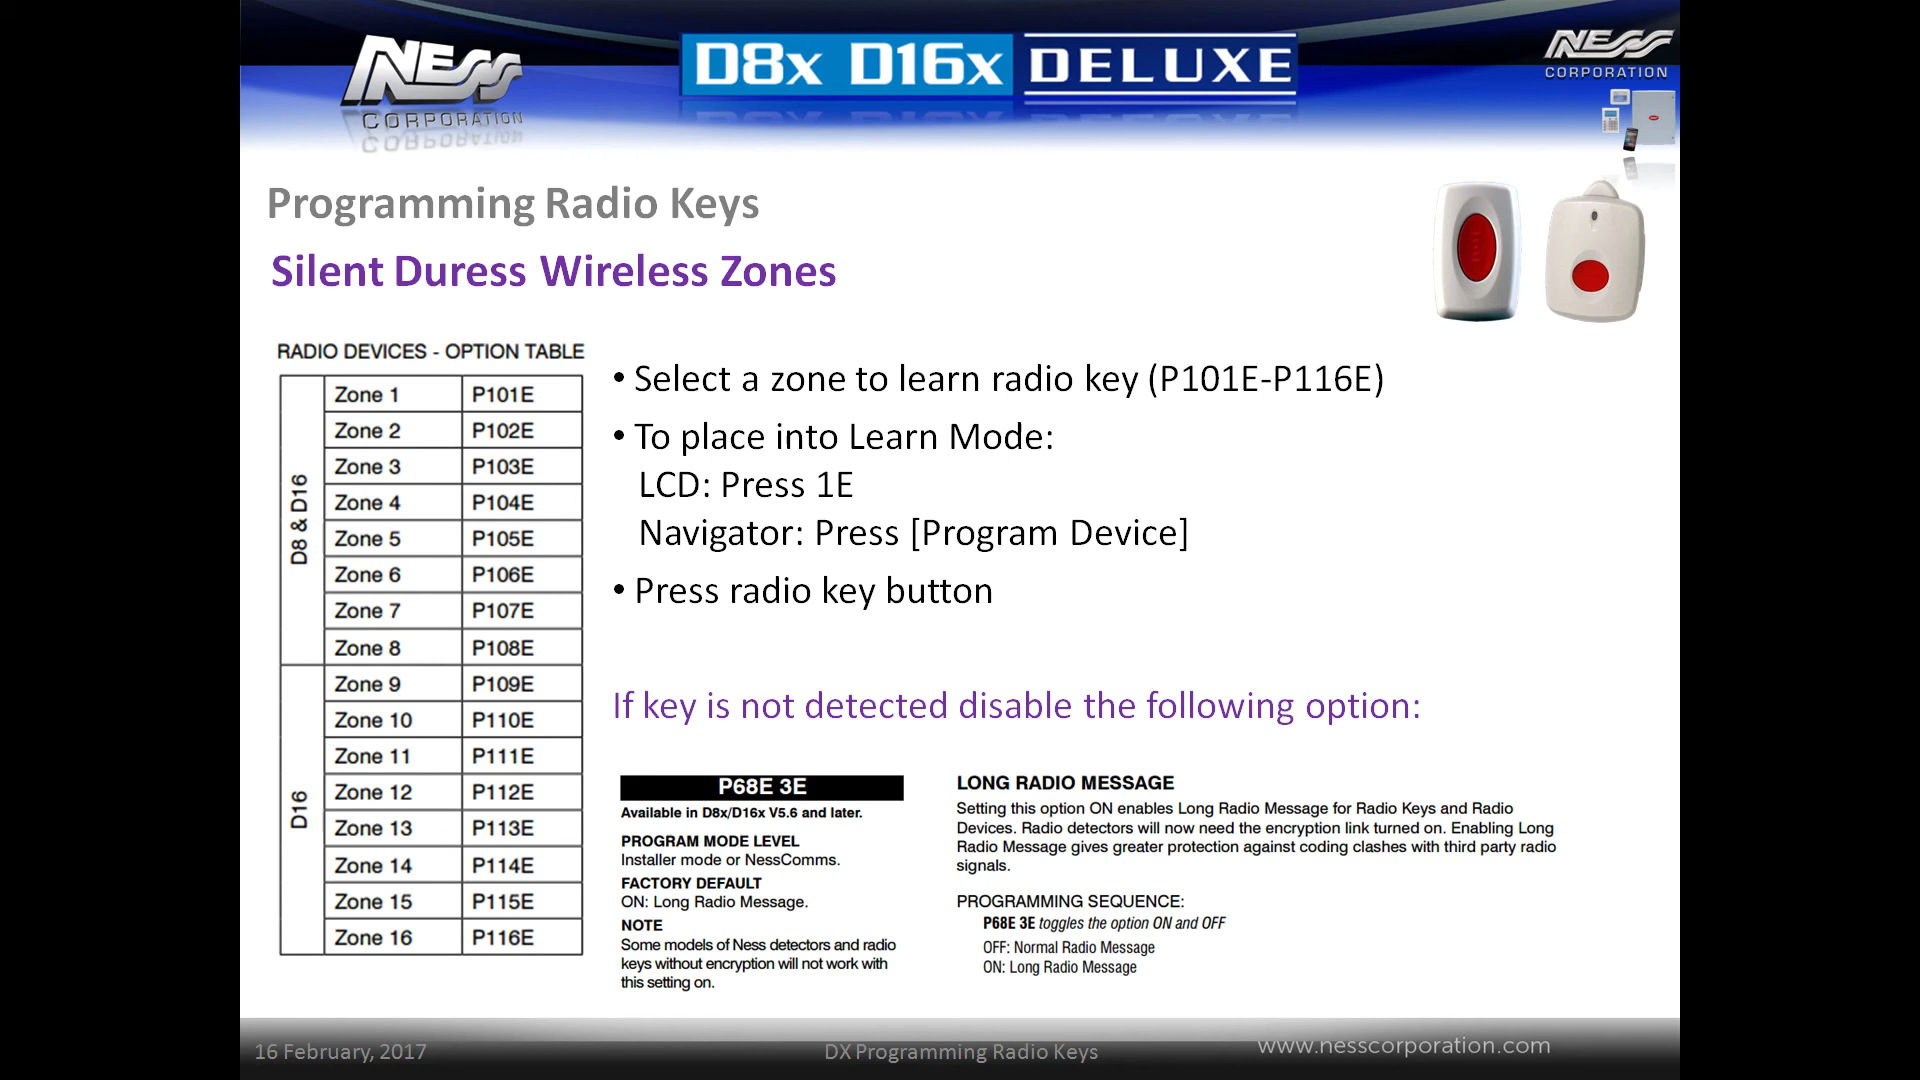 NESS
CORPORATION
D8x D16x DELUXE
NESS
CORPORATION
Programming Radio Keys
Silent Duress Wireless Zones
RADIO DEVICES - OPTION TABLE
D8 & D16
Zone 1 P101E
Zone 2 P102E
Zone 3 P103E
Zone 4 P104E
Zone 5 P105E
Zone 6 P106E
Zone 7 P107E
Zone 8 P108E
D16
Zone 9 P109E
Zone 10 P110E
Zone 11 P111E
Zone 12 P112E
Zone 13 P113E
Zone 14 P114E
Zone 15 P115E
Zone 16 P116E
• Select a zone to learn radio key (P101E-P116E)
• To place into Learn Mode:
LCD: Press 1E
Navigator: Press [Program Device]
• Press radio key button
If key is not detected disable the following option:
P68E 3E
Available in D8x/D16x V5.6 and later.
PROGRAM MODE LEVEL
Installer mode or NessComms.
FACTORY DEFAULT
ON: Long Radio Message.
NOTE
Some models of Ness detectors and radio
keys without encryption will not work with
this setting on.
LONG RADIO MESSAGE
Setting this option ON enables Long Radio Message for Radio Keys and Radio
Devices. Radio detectors will now need the encryption link turned on. Enabling Long
Radio Message gives greater protection against coding clashes with third party radio
signals.
PROGRAMMING SEQUENCE:
P68E 3E toggles the option ON and OFF
OFF: Normal Radio Message
ON: Long Radio Message
16 February, 2017
DX Programming Radio Keys
www.nesscorporation.com